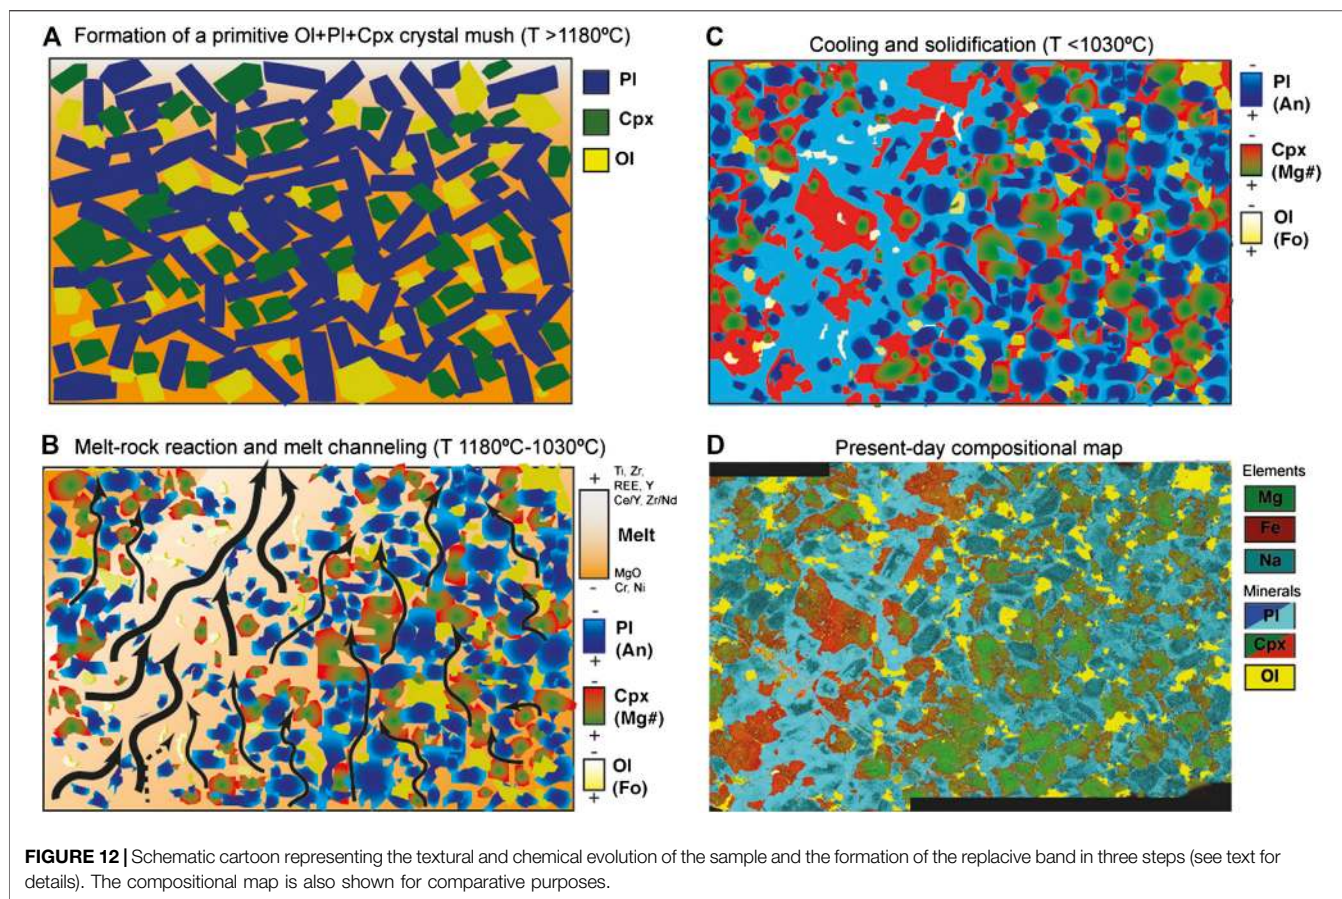 A Formation of a primitive Ol+Pl+Cpx crystal mush (T >1180ºC)
Pl
Cpx
Ol
B Melt-rock reaction and melt channeling (T 1180ºC-1030ºC)
+ Ti, Zr,
REE, Y
Ce/Y, Zr/Nd
Melt
MgO
- Cr, Ni
-
Pl
(An)
+
-
Cpx
(Mg#)
+
-
Ol
(Fo)
+
C Cooling and solidification (T <1030ºC)
-
Pl
(An)
+
-
Cpx
(Mg#)
+
-
Ol
(Fo)
+
D Present-day compositional map
Elements
Mg
Fe
Na
Minerals
Pl
Cpx
Ol
FIGURE 12 | Schematic cartoon representing the textural and chemical evolution of the sample and the formation of the replacive band in three steps (see text for
details). The compositional map is also shown for comparative purposes.